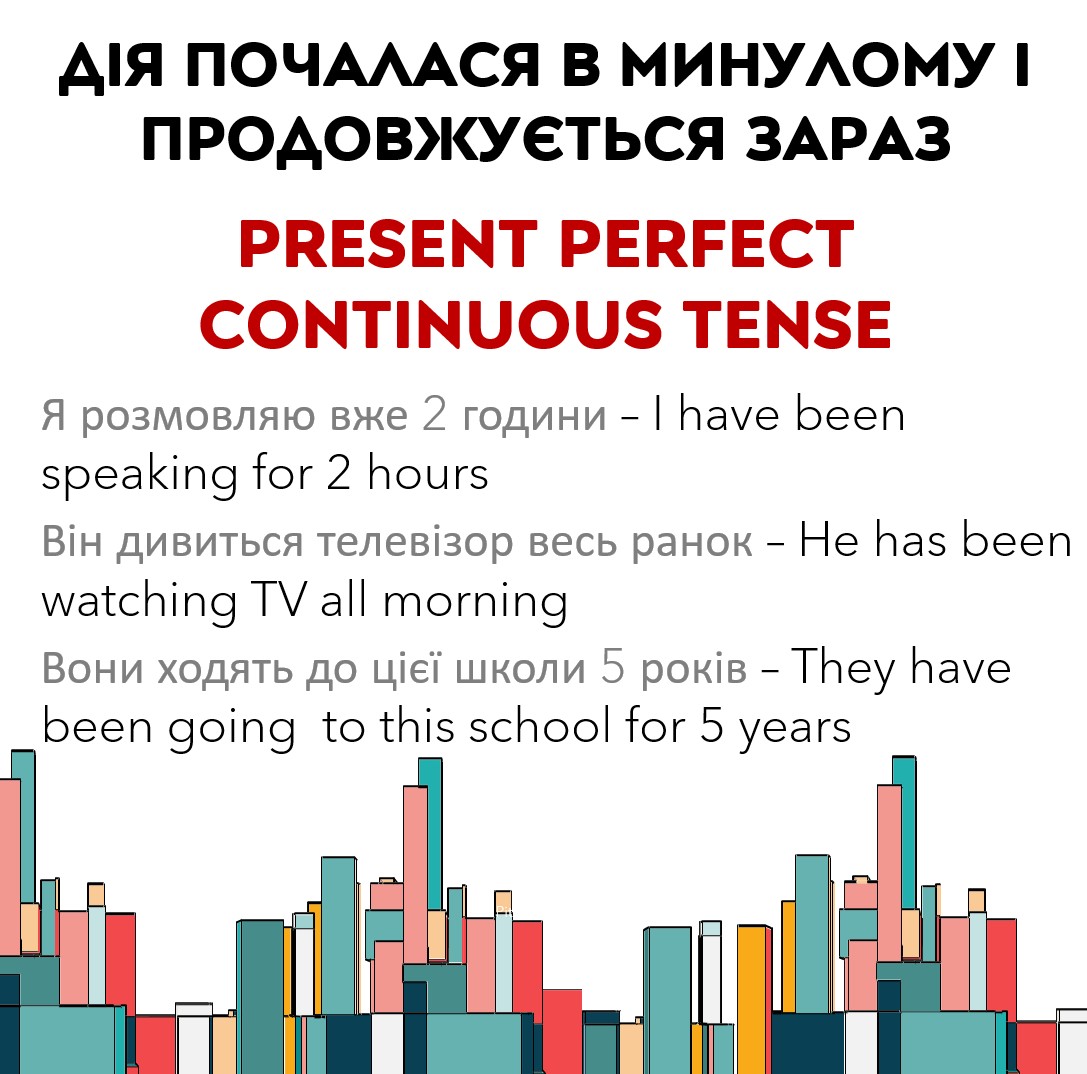 ДІЯ ПОЧАЛАСЯ В МИНУЛОМУ І
ПРОДОВЖУЄТЬСЯ ЗАРАЗ
PRESENT PERFECT
CONTINUOUS TENSE
Я розмовляю вже 2 години – I have been
speaking for 2 hours
Він дивиться телевізор весь ранок – He has been
watching TV all morning
Вони ходять до цієї школи 5 років – They have
been going  to this school for 5 years